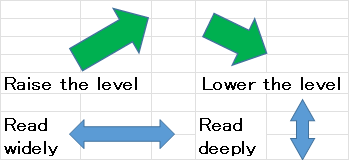 Raise the level
Lower the level
Read
widely
Read
deeply